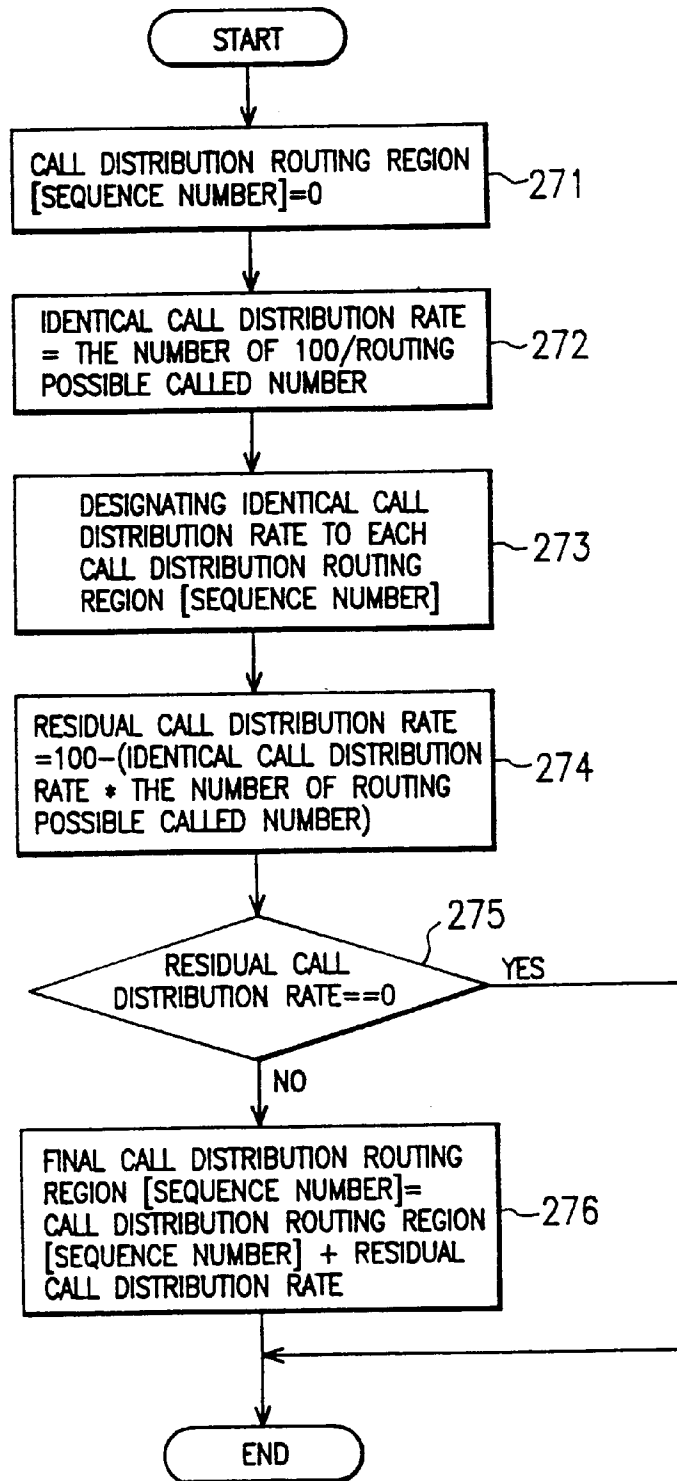 START
CALL DISTRIBUTION ROUTING REGION
[SEQUENCE NUMBER]=0
271
IDENTICAL CALL DISTRIBUTION RATE
= THE NUMBER OF 100/ROUTING
POSSIBLE CALLED NUMBER
272
DESIGNATING IDENTICAL CALL
DISTRIBUTION RATE TO EACH
CALL DISTRIBUTION ROUTING
REGION [SEQUENCE NUMBER]
273
RESIDUAL CALL DISTRIBUTION RATE
=100-(IDENTICAL CALL DISTRIBUTION
RATE * THE NUMBER OF ROUTING
POSSIBLE CALLED NUMBER)
274
275
RESIDUAL CALL
DISTRIBUTION RATE==0
YES
NO
FINAL CALL DISTRIBUTION ROUTING
REGION [SEQUENCE NUMBER]=
CALL DISTRIBUTION ROUTING REGION
[SEQUENCE NUMBER] + RESIDUAL
CALL DISTRIBUTION RATE
276
END